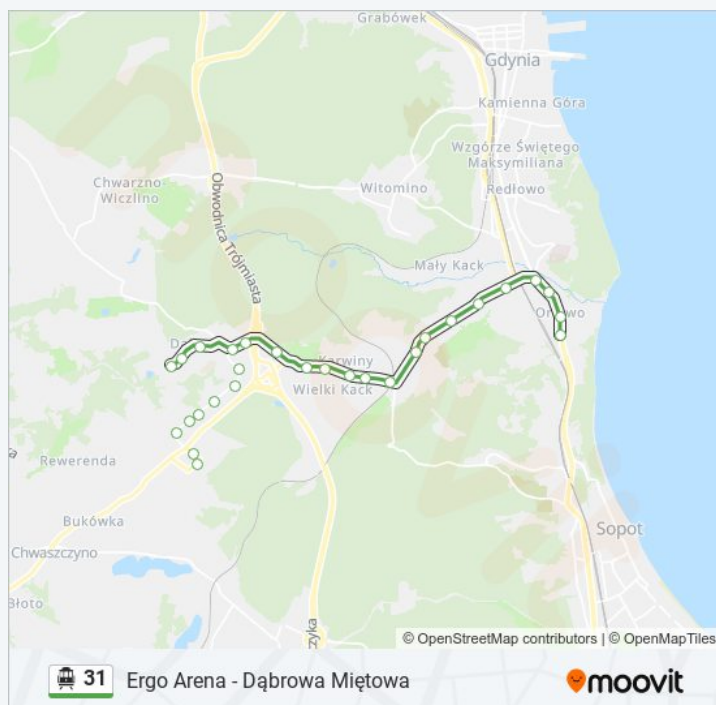 Grabówek
Gdynia
Kamienna Góra
Wzgórze Świętego
Maksymiliana
Redłowo
Chwarzno-
Wiczlino
Witomino
Obwodnica Trójmiasta
Mały Kack
Karwiny
Wielki Kack
Rewerenda
Bukówka
Sopot
Chwaszczyno
Błoto
© OpenStreetMap contributors | © OpenMapTiles
31 Ergo Arena - Dąbrowa Miętowa
moovit